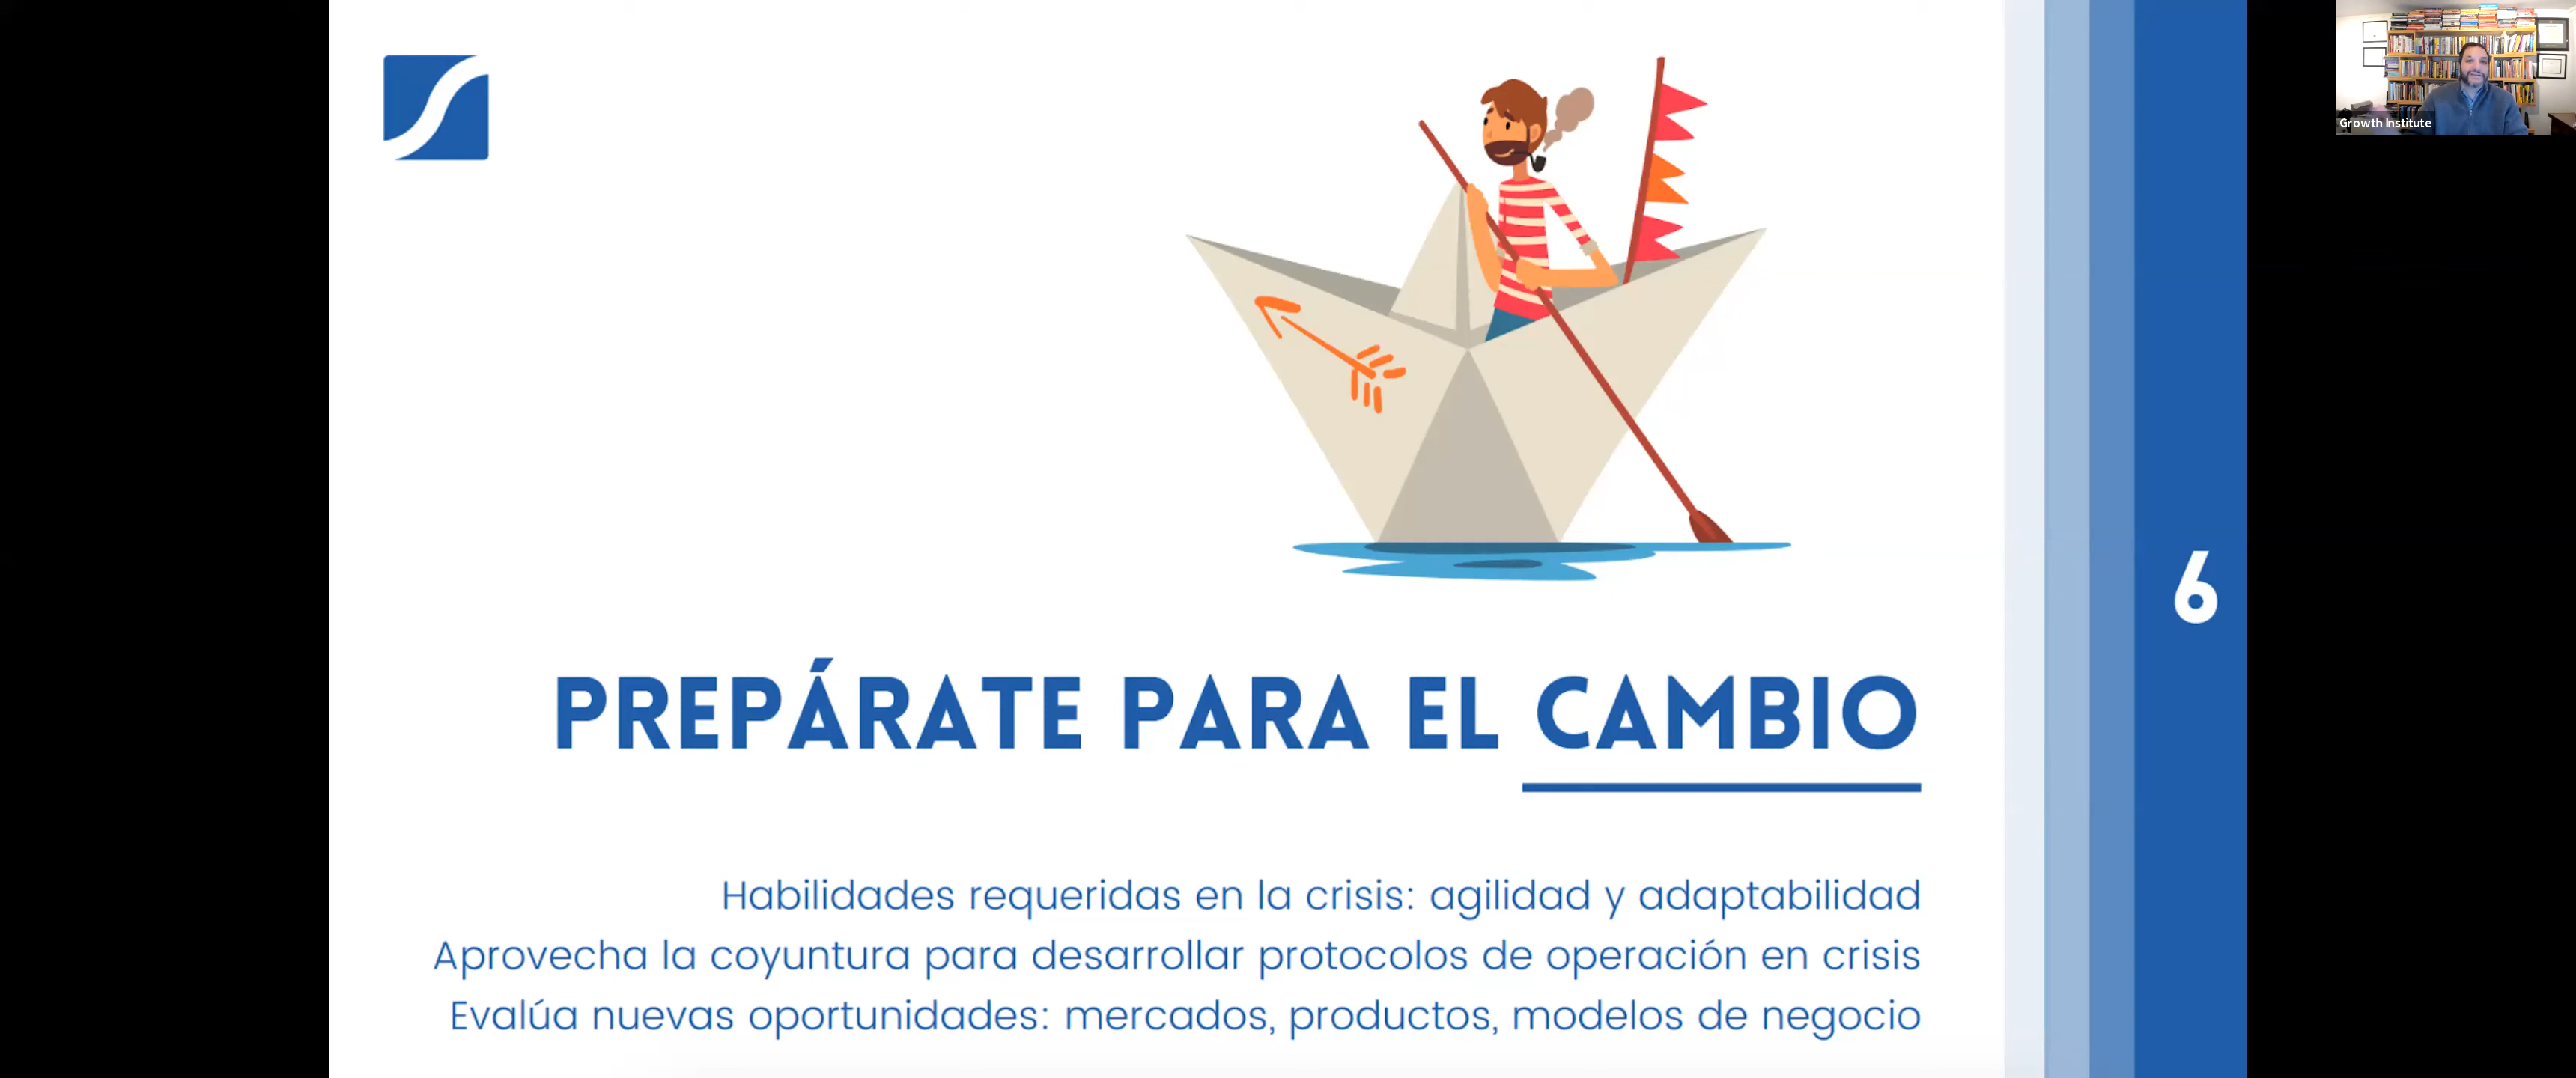 Growth Institute
6
PREPÁRATE PARA EL CAMBIO
Habilidades requeridas en la crisis: agilidad y adaptabilidad
Aprovecha la coyuntura para desarrollar protocolos de operación en crisis
Evalúa nuevas oportunidades: mercados, productos, modelos de negocio